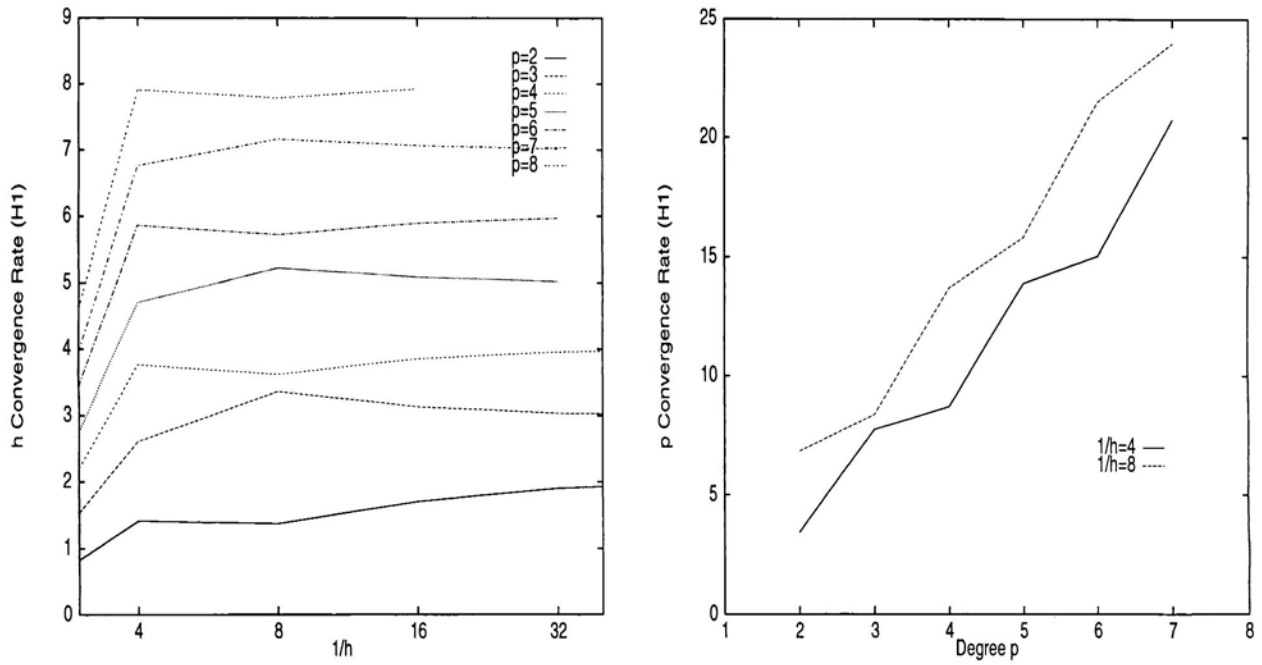 9
8
7
6
5
4
3
2
1
0
h Convergence Rate (H1)
p=2
p=3
p=4
p=5
p=6
p=7
p=8
4 8 16 32
1/h
25
20
15
10
5
0
p Convergence Rate (H1)
1/h=4
1/h=8
1 2 3 4 5 6 7 8
Degree p